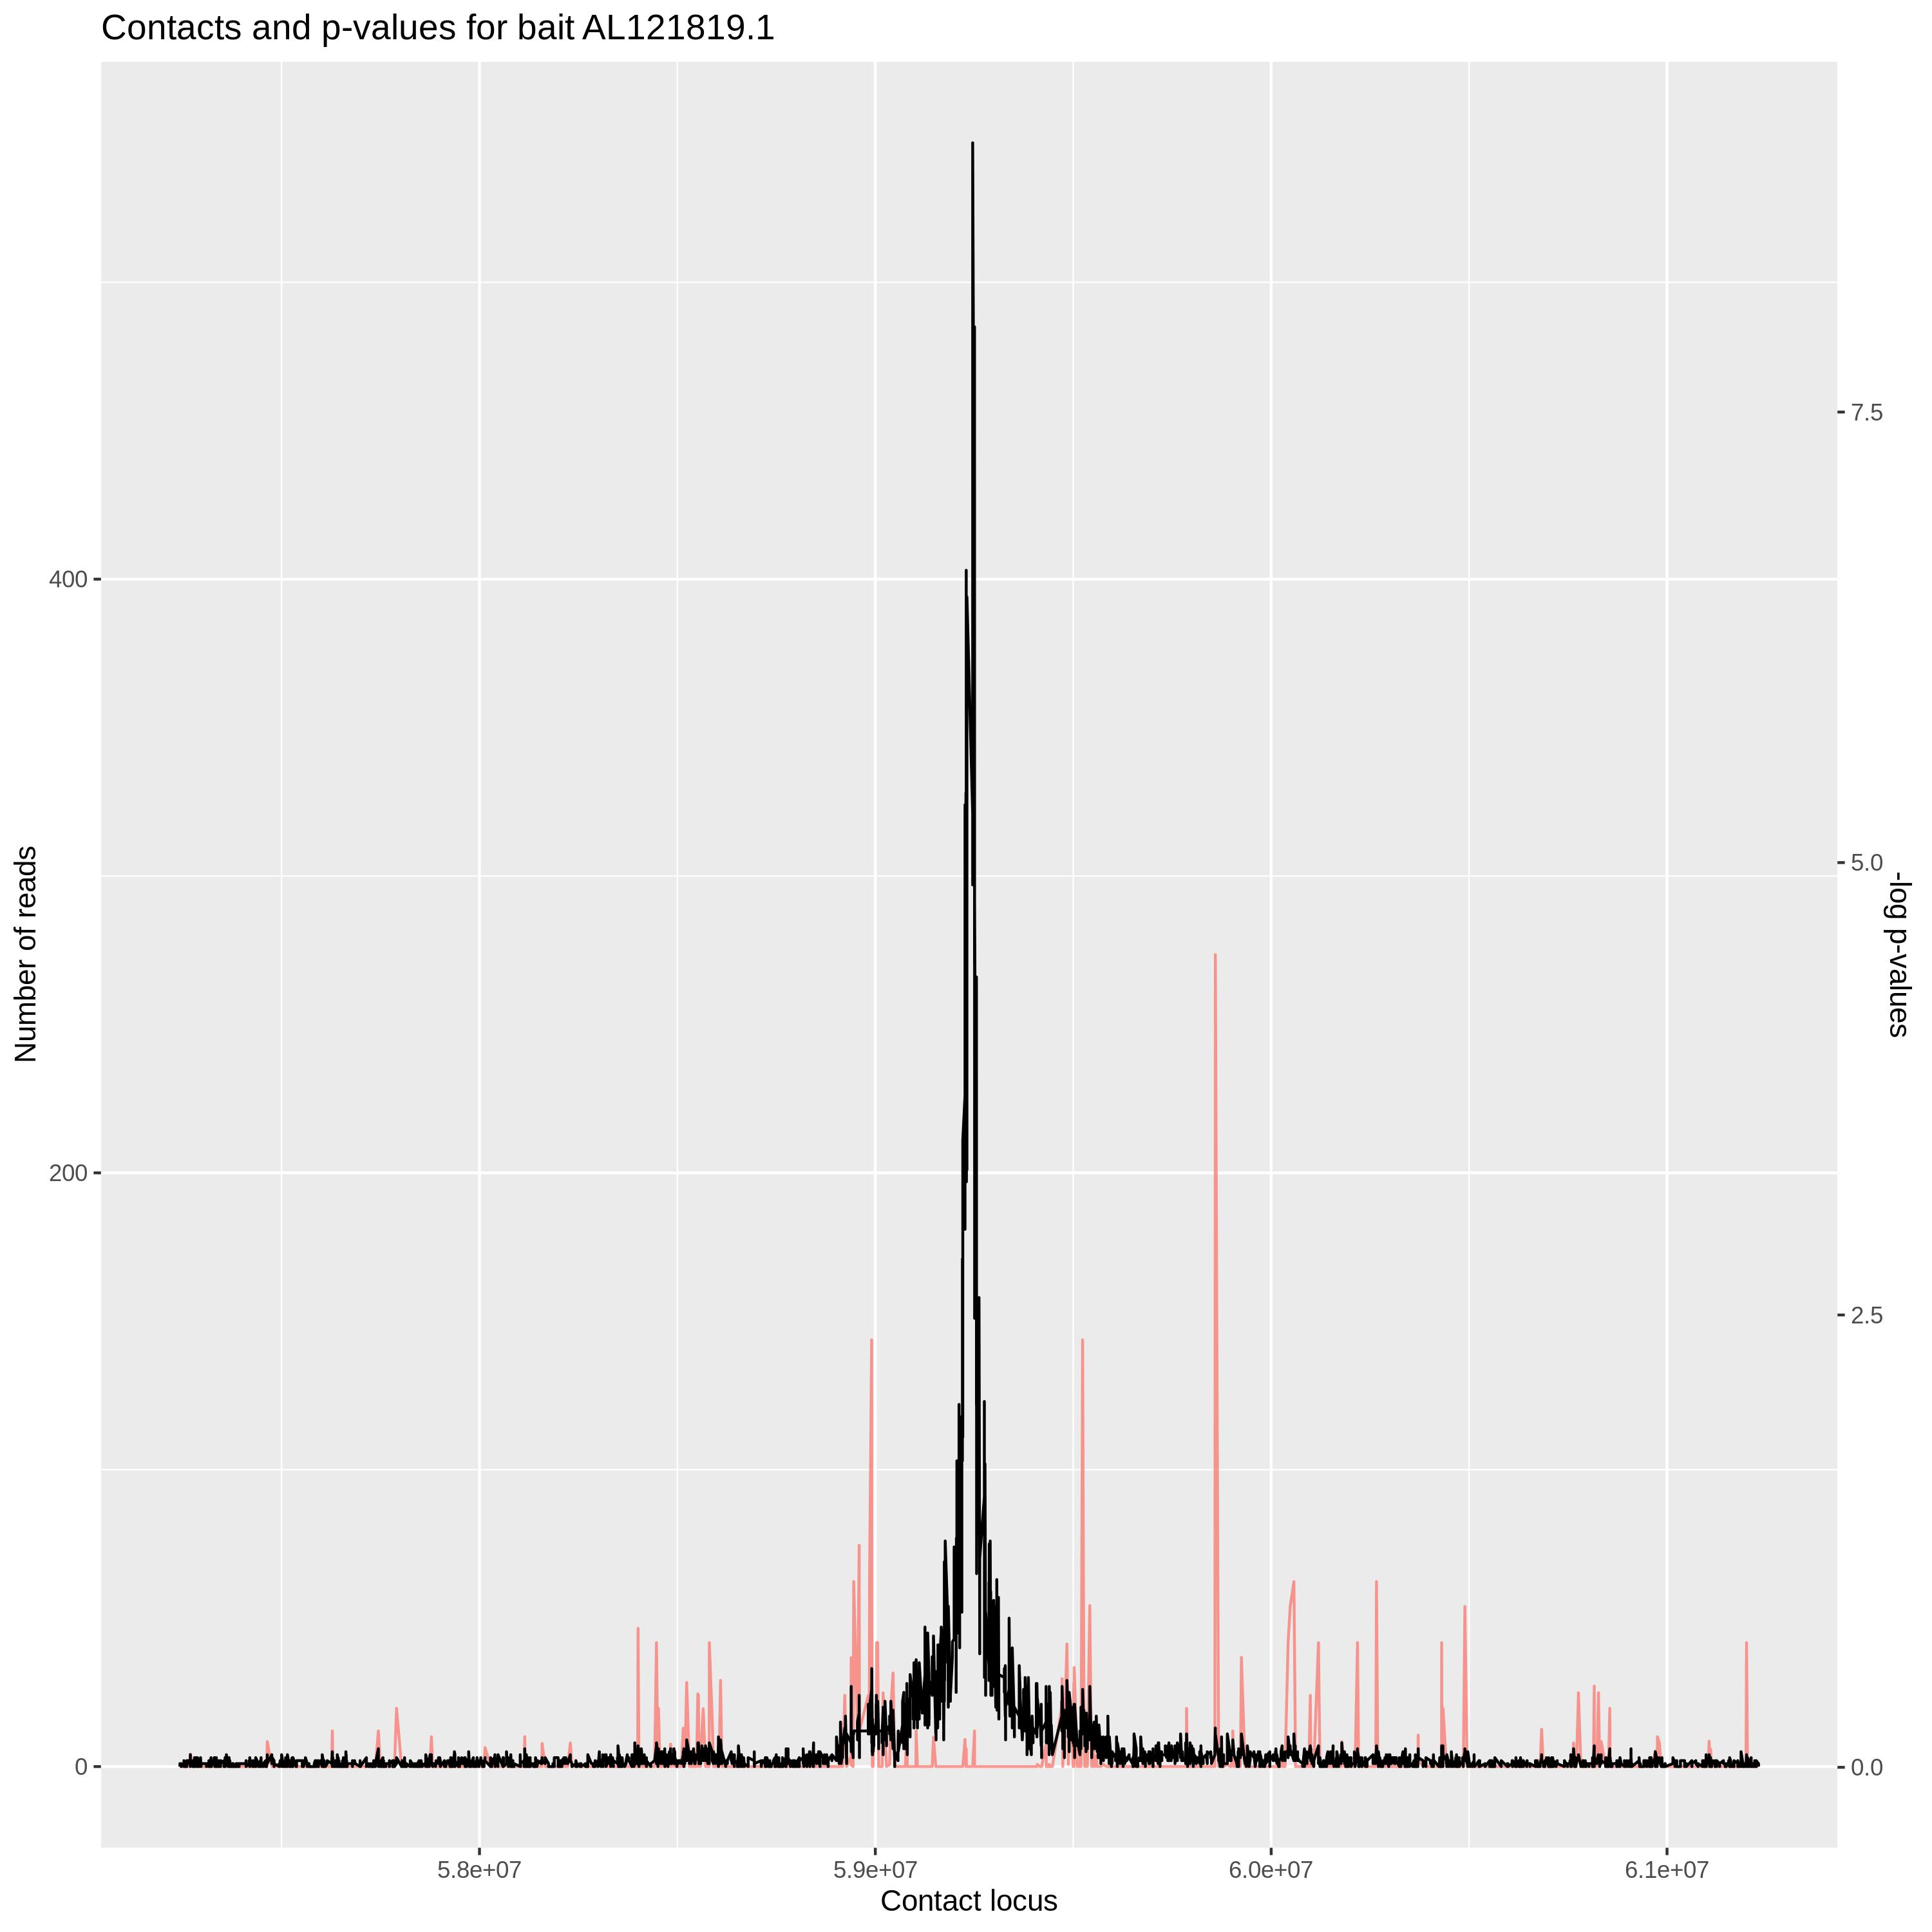 Contacts and p-values for bait AL121819.1
Number of reads
400
200
0
7.5
5.0
2.5
0.0
-log p-values
5.8e+07
5.9e+07
6.0e+07
6.1e+07
Contact locus